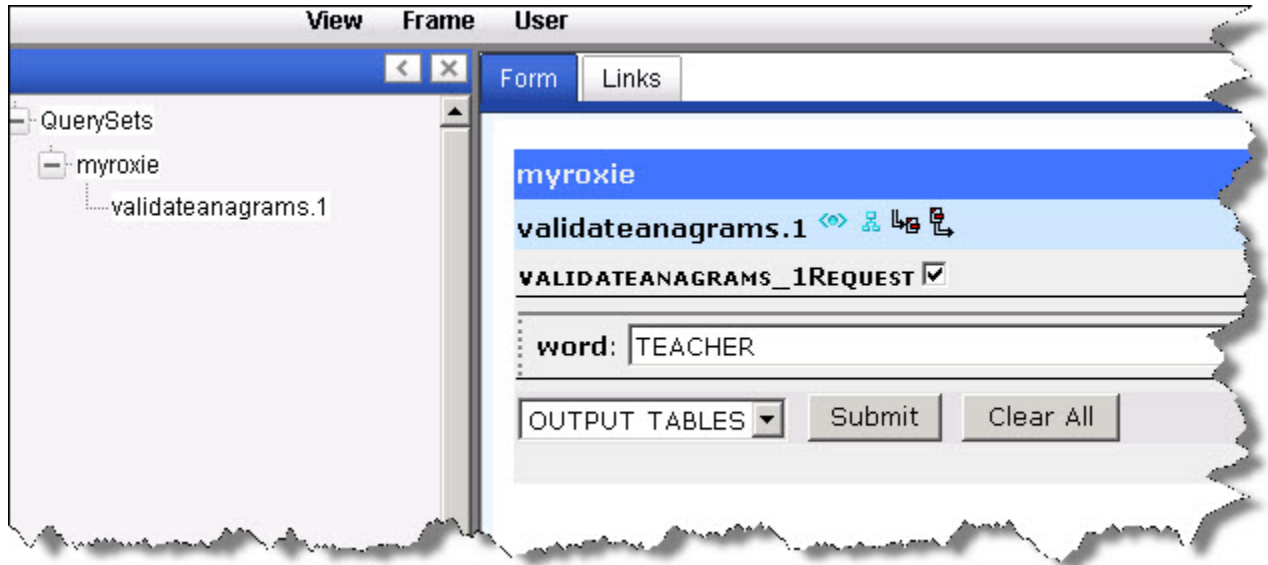 View Frame User
QuerySets
myroxie
validateanagrams.1
Form Links
myroxie
validateanagrams.1
VALIDATEANAGRAMS_1REQUEST
word: TEACHER
OUTPUT TABLES Submit Clear All